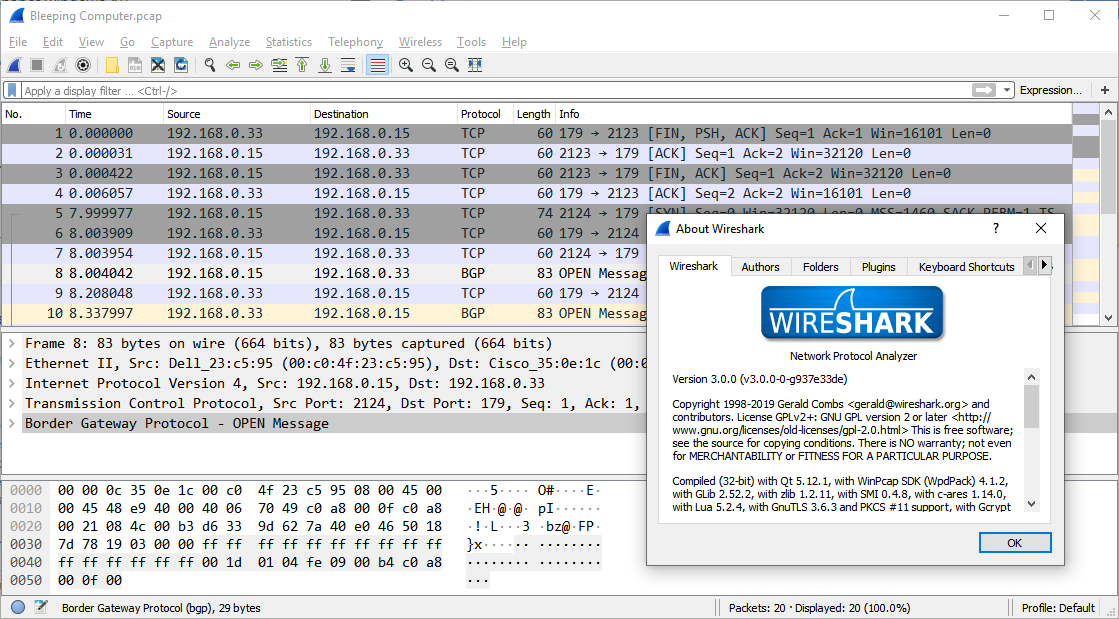 Bleeping Computer.pcap
File Edit View Go Capture Analyze Statistics Telephony Wireless Tools Help
Apply a display filter ... <Ctrl-/> Expression... +
No. Time Source Destination Protocol Length Info
1 0.000000 192.168.0.33 192.168.0.15 TCP 60 179 → 2123 [FIN, PSH, ACK] Seq=1 Ack=1 Win=16101 Len=0
2 0.000031 192.168.0.15 192.168.0.33 TCP 60 2123 → 179 [ACK] Seq=1 Ack=2 Win=32120 Len=0
3 0.000422 192.168.0.15 192.168.0.33 TCP 60 2123 → 179 [FIN, ACK] Seq=1 Ack=2 Win=32120 Len=0
4 0.006057 192.168.0.33 192.168.0.15 TCP 60 179 → 2123 [ACK] Seq=2 Ack=2 Win=16101 Len=0
5 7.999977 192.168.0.15 192.168.0.33 TCP 74 2124 → 179 [SYN] Seq=0 Win=32120 Len=0 MSS=1460 SACK_PERM=1 TS
6 8.003909 192.168.0.33 192.168.0.15 TCP 60 179 → 2124
7 8.003954 192.168.0.15 192.168.0.33 TCP 60 2124 → 179
8 8.004042 192.168.0.15 192.168.0.33 BGP 83 OPEN Messag
9 8.208048 192.168.0.33 192.168.0.15 TCP 60 179 → 2124
10 8.337997 192.168.0.33 192.168.0.15 BGP 83 OPEN Messag
Frame 8: 83 bytes on wire (664 bits), 83 bytes captured (664 bits)
Ethernet II, Src: Dell_23:c5:95 (00:c0:4f:23:c5:95), Dst: Cisco_35:0e:1c (00:0
Internet Protocol Version 4, Src: 192.168.0.15, Dst: 192.168.0.33
Transmission Control Protocol, Src Port: 2124, Dst Port: 179, Seq: 1, Ack: 1,
Border Gateway Protocol - OPEN Message
0000 00 00 0c 35 0e 1c 00 c0 4f 23 c5 95 08 00 45 00 ···5···· O#····E·
0010 00 45 48 e9 40 00 40 06 70 49 c0 a8 00 0f c0 a8 ·EH·@·@· pI······
0020 00 21 08 4c 00 b3 d6 33 9d 62 7a 40 e0 46 50 18 ·!·L···3 ·bz@·FP·
0030 7d 78 19 03 00 00 ff ff ff ff ff ff ff ff ff ff }x······ ········
0040 ff ff ff ff ff ff 00 1d 01 04 fe 09 00 b4 c0 a8 ········ ········
0050 00 0f 00 ···
Border Gateway Protocol (bgp), 29 bytes Packets: 20 · Displayed: 20 (100.0%) Profile: Default
About Wireshark ?
Wireshark Authors Folders Plugins Keyboard Shortcuts
WIRESHARK
Network Protocol Analyzer
Version 3.0.0 (v3.0.0-0-g937e33de)
Copyright 1998-2019 Gerald Combs <gerald@wireshark.org> and
contributors. License GPLv2+: GNU GPL version 2 or later <http://
www.gnu.org/licenses/old-licenses/gpl-2.0.html> This is free software;
see the source for copying conditions. There is NO warranty; not even
for MERCHANTABILITY or FITNESS FOR A PARTICULAR PURPOSE.
Compiled (32-bit) with Qt 5.12.1, with WinPcap SDK (WpdPack) 4.1.2,
with GLib 2.52.2, with zlib 1.2.11, with SMI 0.4.8, with c-ares 1.14.0,
with Lua 5.2.4, with GnuTLS 3.6.3 and PKCS #11 support, with Gcrypt
OK